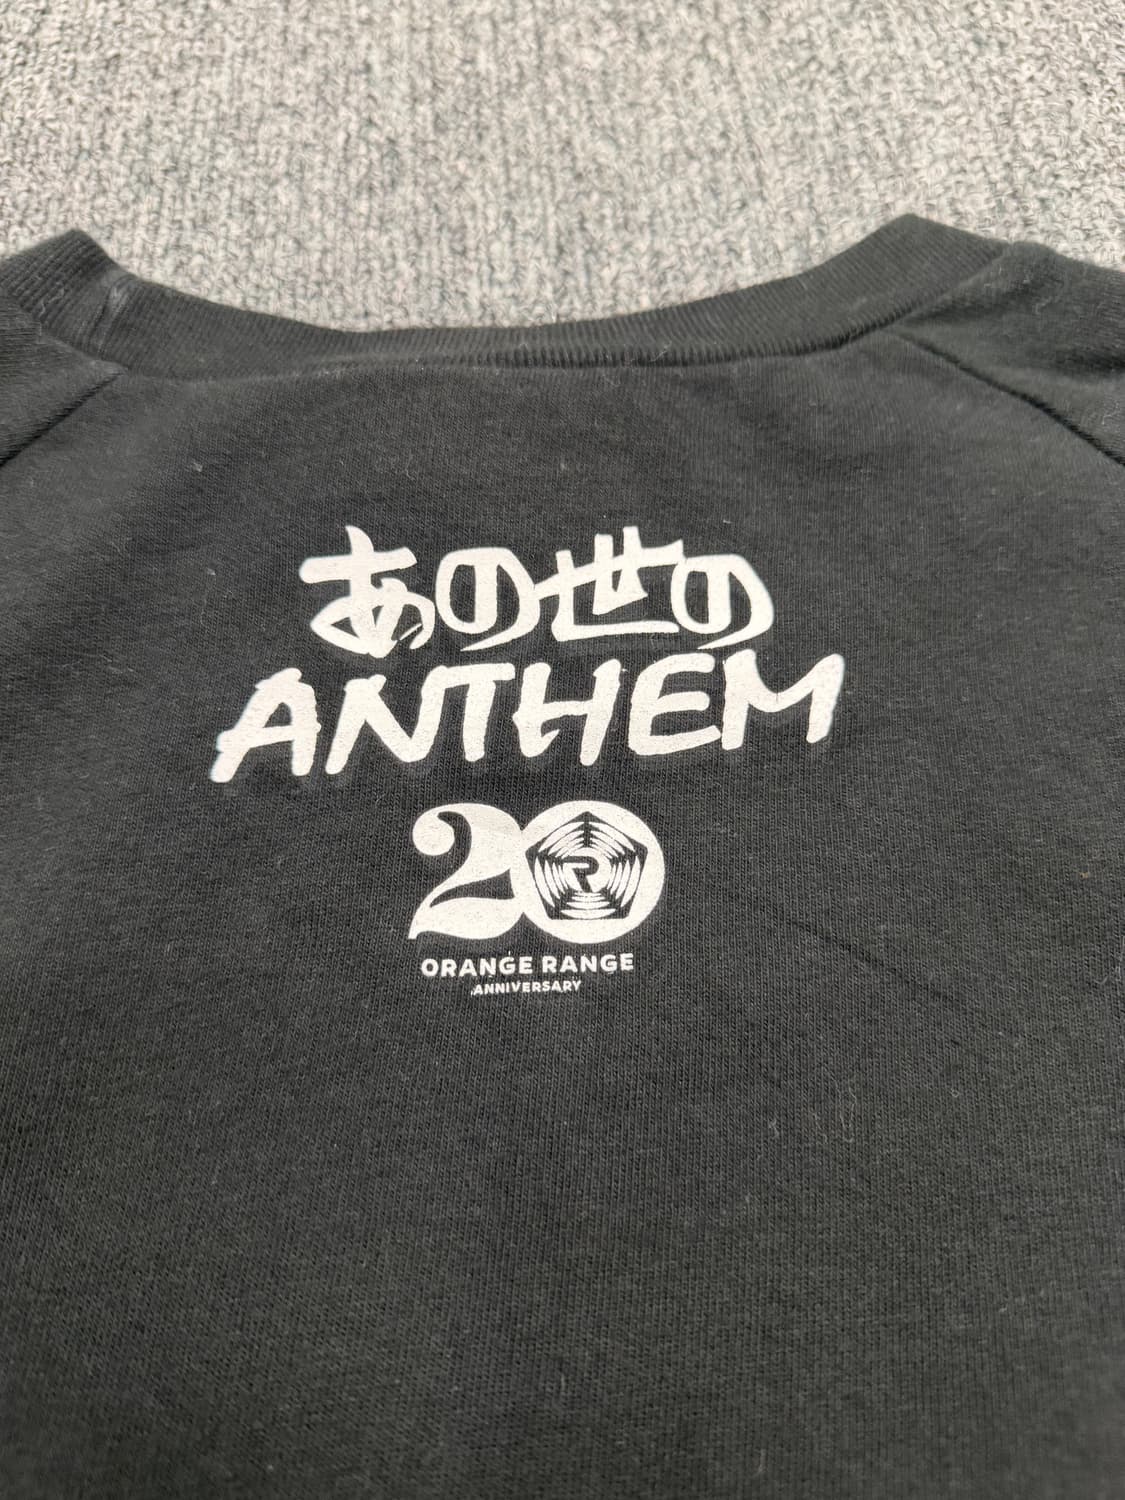 あの世の
ANTHEM
20
R
ORANGE RANGE
ANNIVERSARY